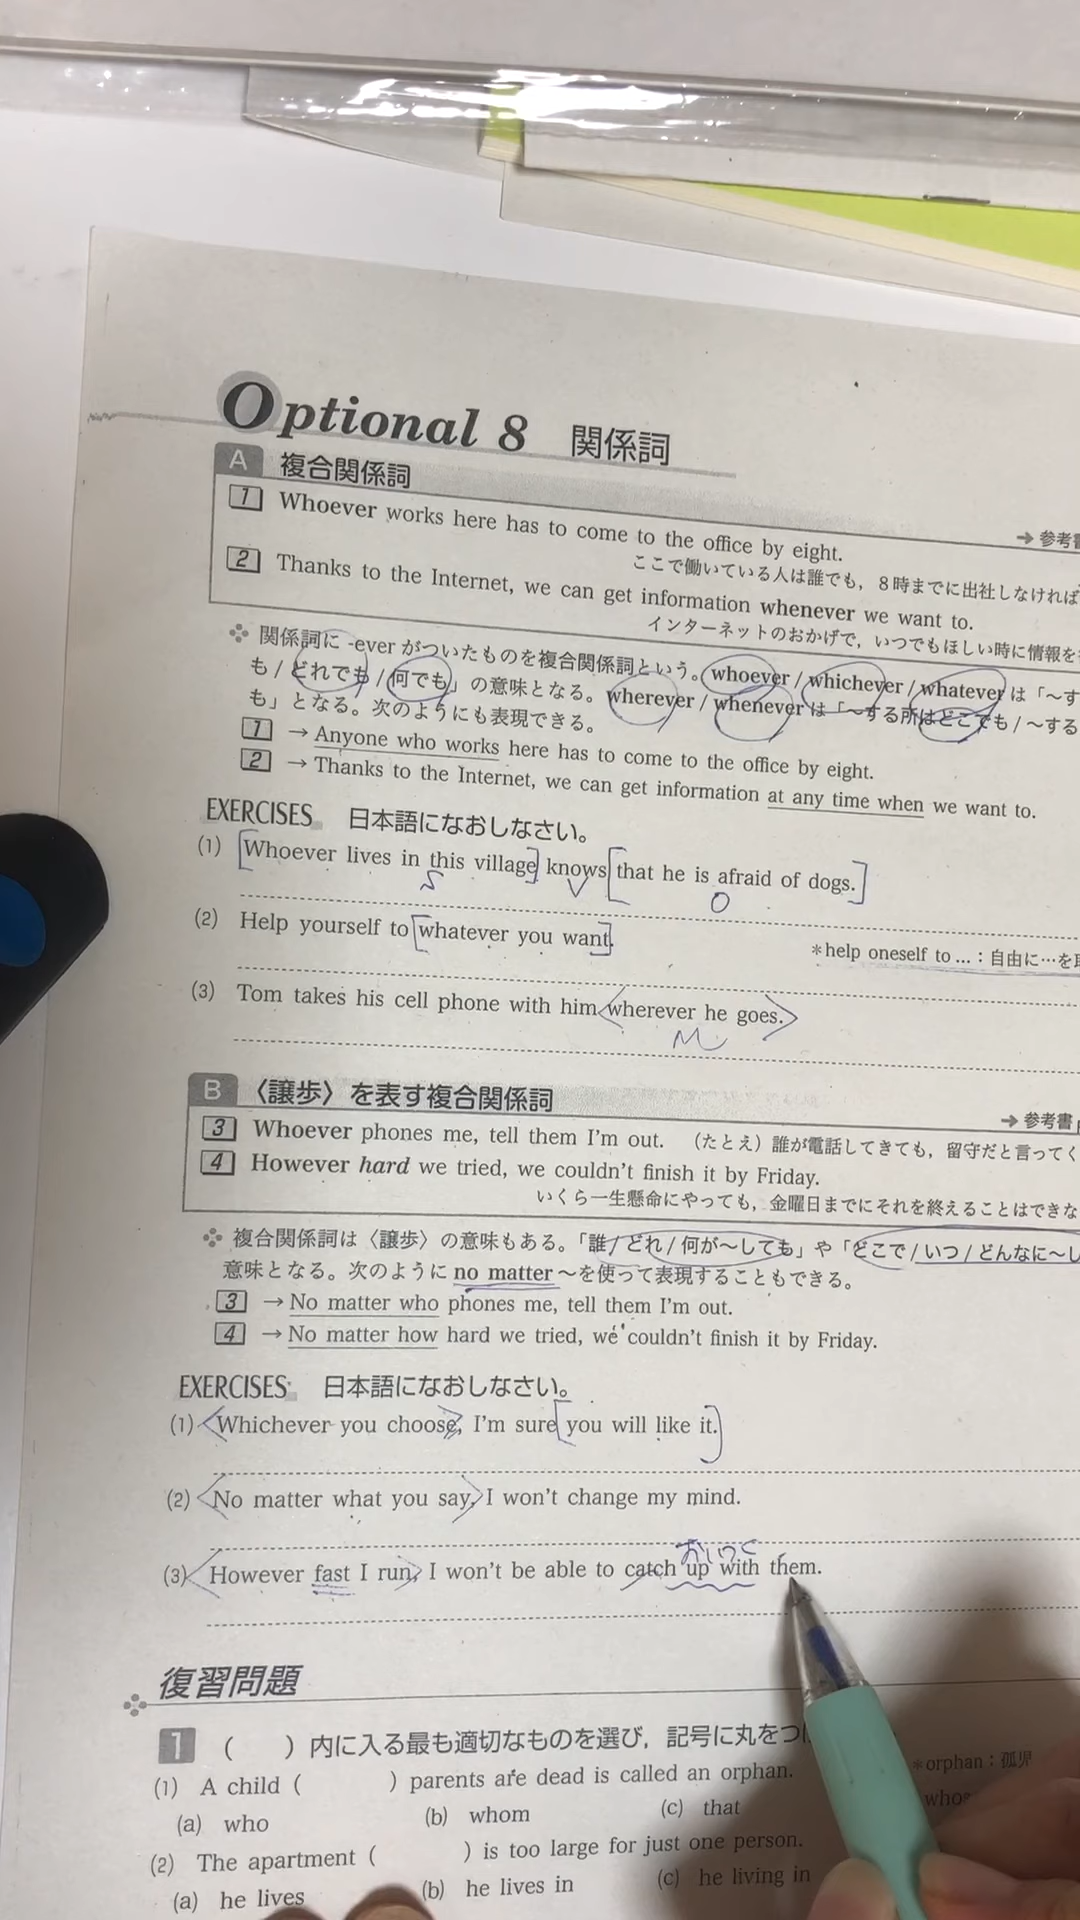 Optional 8 関係詞
A 複合関係詞
→ 参考書
1 Whoever works here has to come to the office by eight.
ここで働いている人は誰でも，8時までに出社しなければ
2 Thanks to the Internet, we can get information whenever we want to.
インターネットのおかげで，いつでもほしい時に情報を
関係詞に -ever がついたものを複合関係詞という。whoever / whichever / whatever は「～す
も / どれでも / 何でも」の意味となる。wherever / whenever は「～する所はどこでも / ～する
も」となる。次のようにも表現できる。
1 → Anyone who works here has to come to the office by eight.
2 → Thanks to the Internet, we can get information at any time when we want to.
EXERCISES 日本語になおしなさい。
(1) [Whoever lives in this village] knows [that he is afraid of dogs.]
S V O
(2) Help yourself to [whatever you want].
*help oneself to …：自由に…を
(3) Tom takes his cell phone with him <wherever he goes.>
M
B 〈譲歩〉を表す複合関係詞
→ 参考書
3 Whoever phones me, tell them I'm out. （たとえ）誰が電話してきても，留守だと言ってく
4 However hard we tried, we couldn't finish it by Friday.
いくら一生懸命にやっても，金曜日までにそれを終えることはできな
複合関係詞は〈譲歩〉の意味もある。「誰 / どれ / 何が～しても」や「どこで / いつ / どんなに～し
意味となる。次のように no matter ～を使って表現することもできる。
3 → No matter who phones me, tell them I'm out.
4 → No matter how hard we tried, we couldn't finish it by Friday.
EXERCISES 日本語になおしなさい。
(1) <Whichever you choose>, I'm sure [you will like it.]
(2) <No matter what you say,> I won't change my mind.
おいつく
(3) <However fast I run,> I won't be able to catch up with them.
復習問題
1 ( ) 内に入る最も適切なものを選び，記号に丸をつ
*orphan：孤児
(1) A child ( ) parents are dead is called an orphan.
(a) who (b) whom (c) that
(2) The apartment ( ) is too large for just one person.
(a) he lives (b) he lives in (c) he living in